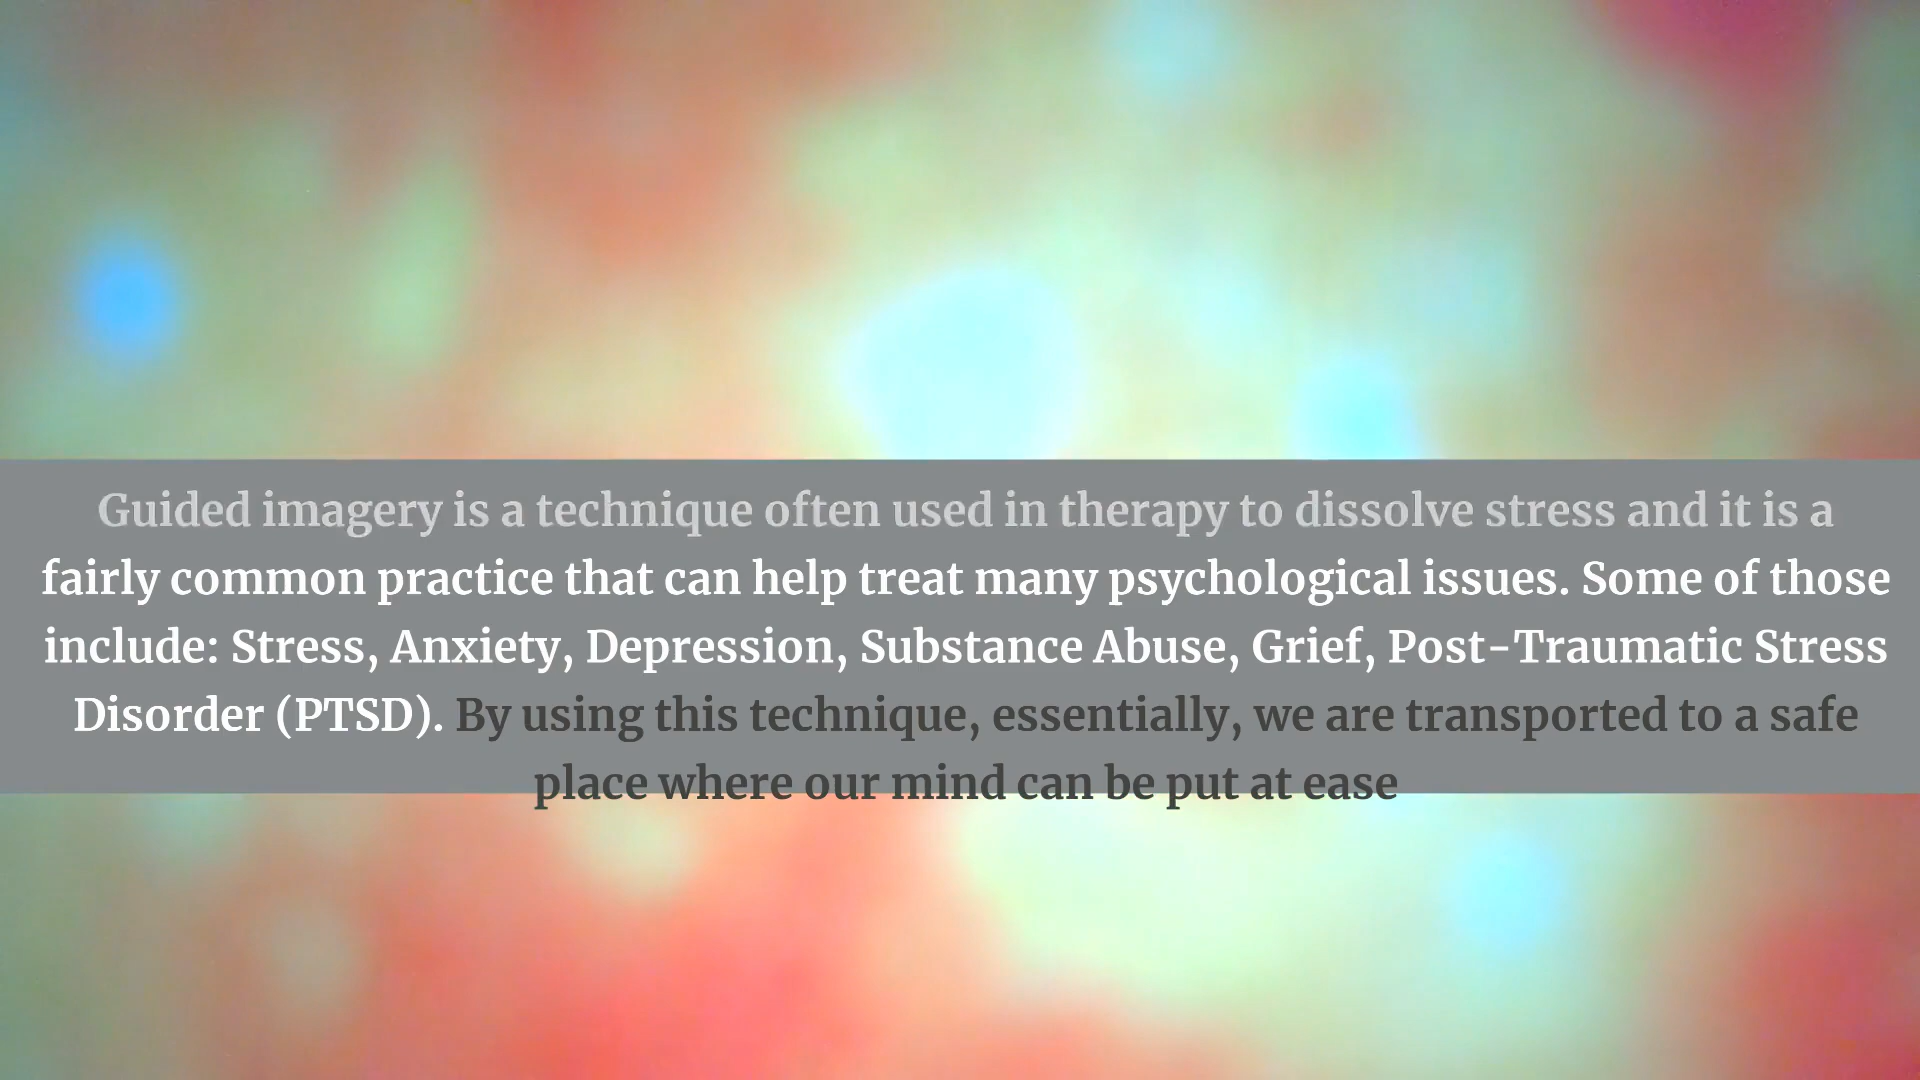 Guided imagery is a technique often used in therapy to dissolve stress and it is a
fairly common practice that can help treat many psychological issues. Some of those
include: Stress, Anxiety, Depression, Substance Abuse, Grief, Post-Traumatic Stress
Disorder (PTSD). By using this technique, essentially, we are transported to a safe
place where our mind can be put at ease